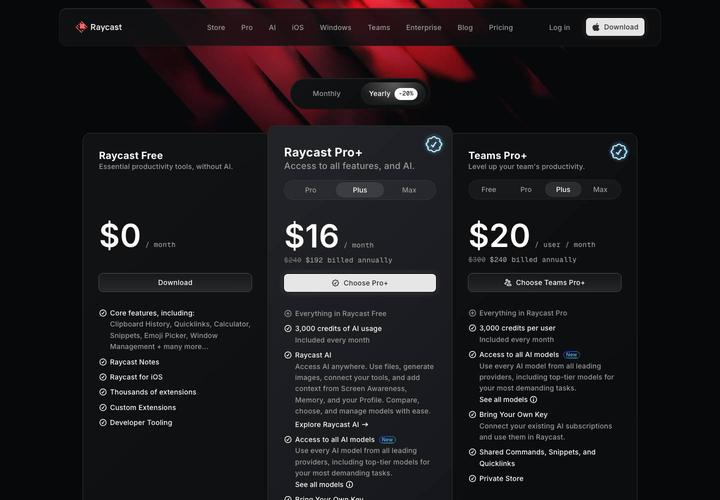 Raycast
Store Pro AI iOS Windows Teams Enterprise Blog Pricing
Log in
Download
Monthly
Yearly -20%
Raycast Free
Essential productivity tools, without AI.
$0 / month
Download
Core features, including:
Clipboard History, Quicklinks, Calculator,
Snippets, Emoji Picker, Window
Management + many more...
Raycast Notes
Raycast for iOS
Thousands of extensions
Custom Extensions
Developer Tooling
Raycast Pro+
Access to all features, and AI.
Pro Plus Max
$16 / month
$240 $192 billed annually
Choose Pro+
Everything in Raycast Free
3,000 credits of AI usage
Included every month
Raycast AI
Access AI anywhere. Use files, generate
images, connect your tools, and add
context from Screen Awareness,
Memory, and your Profile. Compare,
choose, and manage models with ease.
Explore Raycast AI →
Access to all AI models New
Use every AI model from all leading
providers, including top-tier models for
your most demanding tasks.
See all models
Bring Your Own Key
Teams Pro+
Level up your team's productivity.
Free Pro Plus Max
$20 / user / month
$300 $240 billed annually
Choose Teams Pro+
Everything in Raycast Pro
3,000 credits per user
Included every month
Access to all AI models New
Use every AI model from all leading
providers, including top-tier models for
your most demanding tasks.
See all models
Bring Your Own Key
Connect your existing AI subscriptions
and use them in Raycast.
Shared Commands, Snippets, and
Quicklinks
Private Store